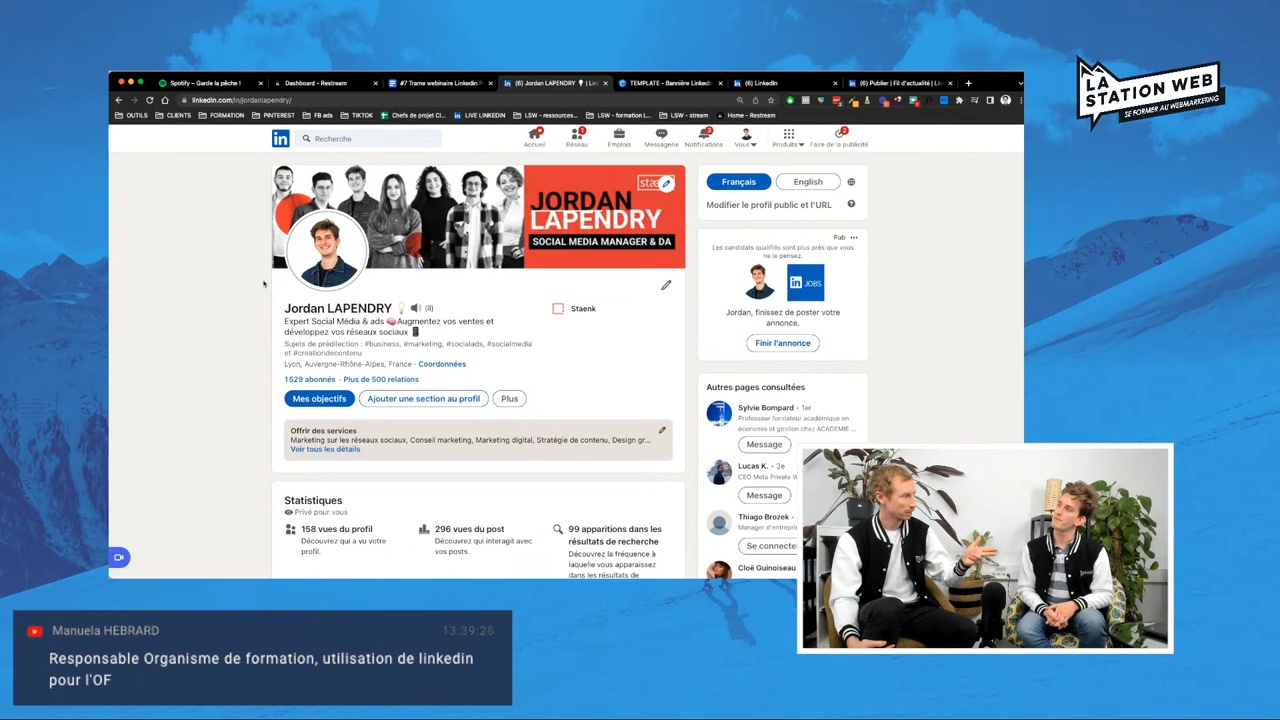 LA
STATION WEB
SE FORMER AU WEBMARKETING
Spotify – Garde la pêche !
Dashboard - Restream
#7 Trame webinaire Linkedin P
(6) Jordan LAPENDRY 💡 | Lin
TEMPLATE - Bannière LinkedIn
(6) LinkedIn
(6) Publier | Fil d'actualité | Lin
linkedin.com/in/jordanlapendry/
OUTILS
CLIENTS
FORMATION
PINTEREST
FB ads
TIKTOK
Chefs de projet Cl...
LIVE LINKEDIN
LSW - ressources...
LSW - formation L...
LSW - stream
Home - Restream
in
Recherche
Accueil
1
Réseau
Emplois
Messagerie
3
Notifications
Vous
Produits
2
Faire de la publicité
stæ
JORDAN
LAPENDRY
SOCIAL MEDIA MANAGER & DA
Jordan LAPENDRY 💡 (il)
Staenk
Expert Social Média & ads 🧠Augmentez vos ventes et
développez vos réseaux sociaux 📱
Sujets de prédilection : #business, #marketing, #socialads, #socialmedia
et #creationdecontenu
Lyon, Auvergne-Rhône-Alpes, France · Coordonnées
1 529 abonnés · Plus de 500 relations
Mes objectifs
Ajouter une section au profil
Plus
Offrir des services
Marketing sur les réseaux sociaux, Conseil marketing, Marketing digital, Stratégie de contenu, Design gr...
Voir tous les détails
Statistiques
Privé pour vous
158 vues du profil
Découvrez qui a vu votre
profil.
296 vues du post
Découvrez qui interagit avec
vos posts.
99 apparitions dans les
résultats de recherche
Découvrez la fréquence à
laquelle vous apparaissez
dans les résultats de
Français
English
Modifier le profil public et l'URL
Pub ···
Les candidats qualifiés sont plus près que vous
ne le pensez.
in JOBS
Jordan, finissez de poster votre
annonce.
Finir l'annonce
Autres pages consultées
Sylvie Bompard · 1er
Professeur formateur académique en
économie et gestion chez ACADÉMIE ...
Message
Lucas K. · 3e
CEO Meta Private W
Message
Thiago Brozek ·
Manager d'entrepri
Se connecte
Cloé Guinoiseau
Manuela HEBRARD
13:39:26
Responsable Organisme de formation, utilisation de linkedin
pour l'OF